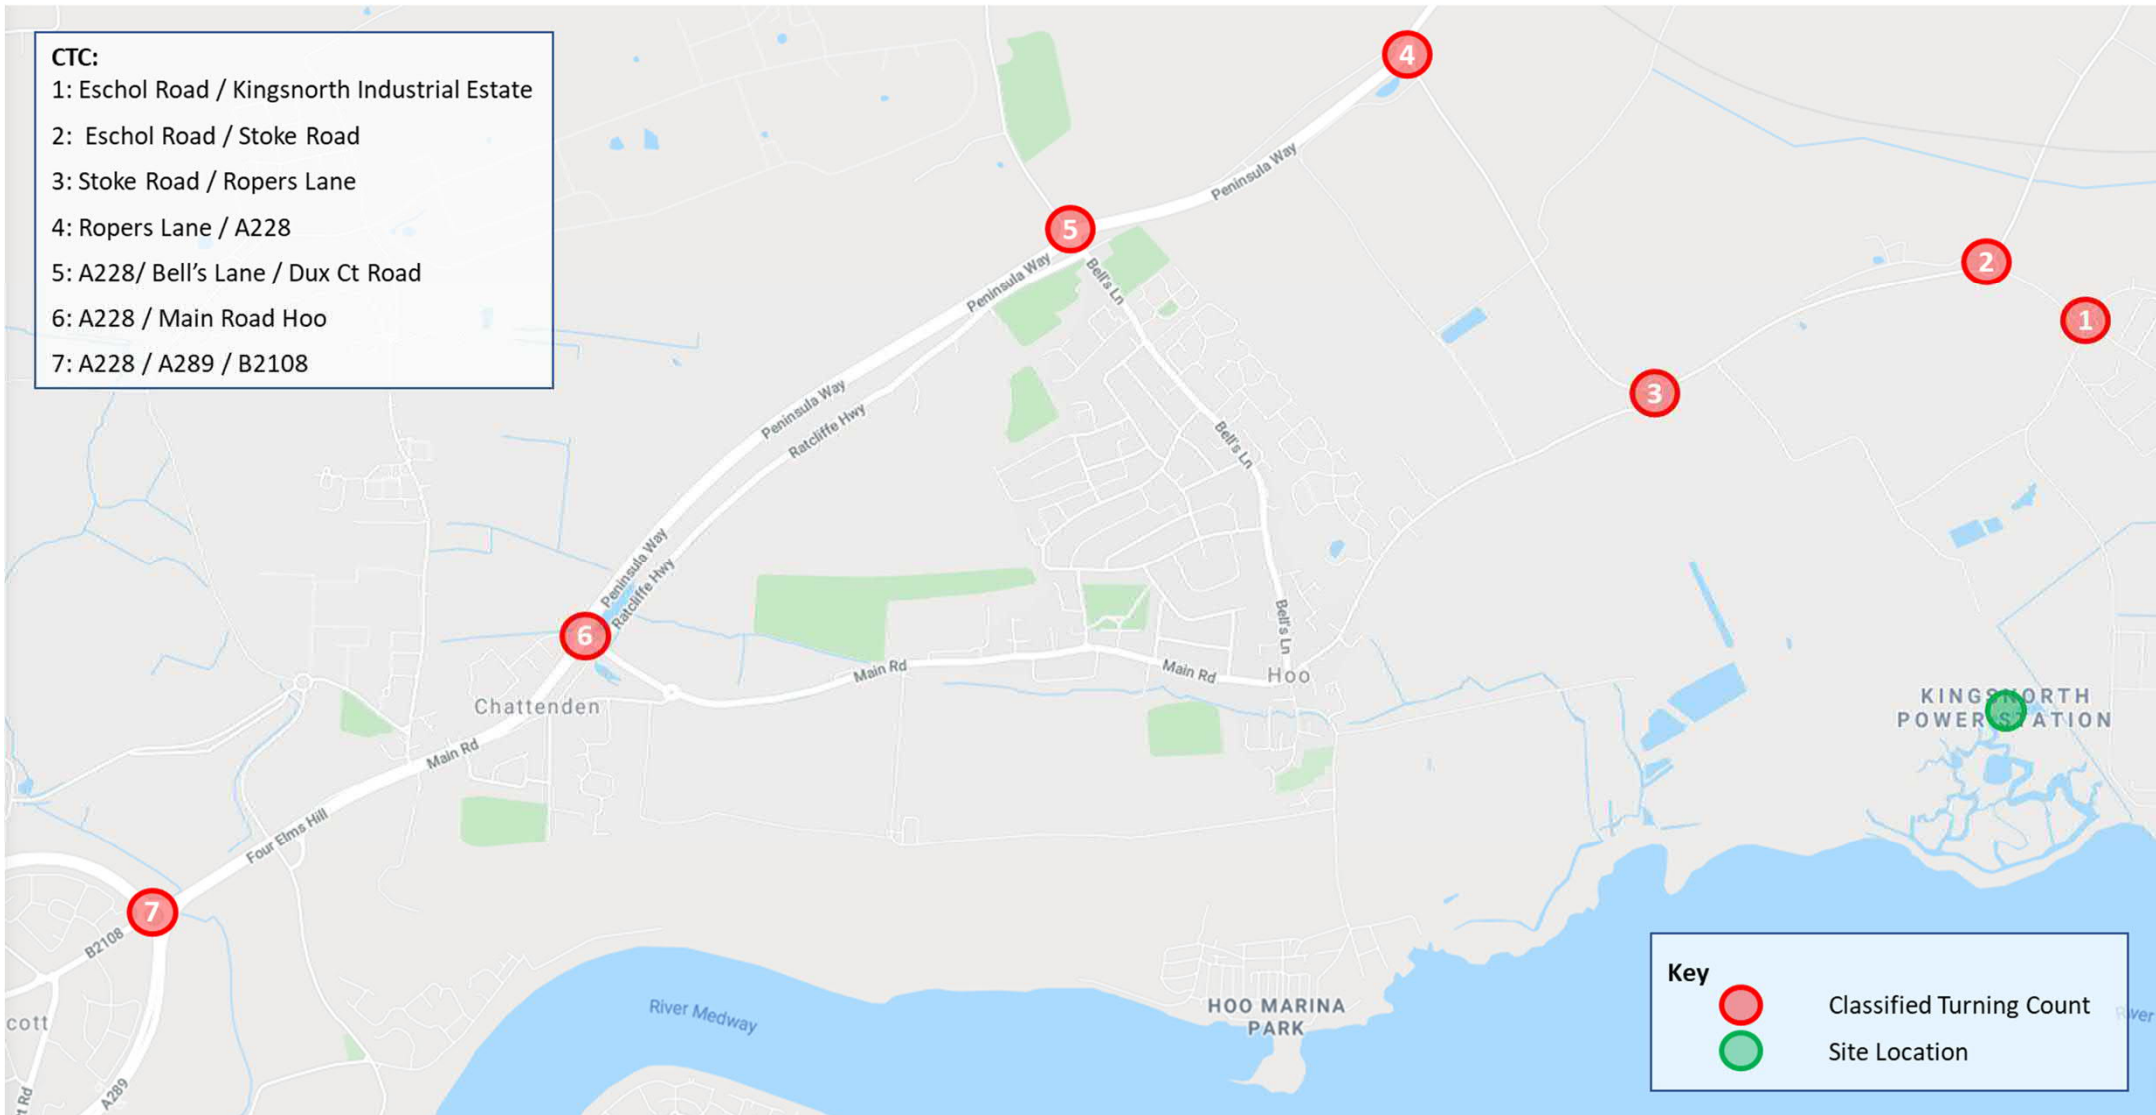 CTC:
1: Eschol Road / Kingsnorth Industrial Estate
2: Eschol Road / Stoke Road
3: Stoke Road / Ropers Lane
4: Ropers Lane / A228
5: A228/ Bell's Lane / Dux Ct Road
6: A228 / Main Road Hoo
7: A228 / A289 / B2108
4
Peninsula Way
5
Peninsula Way
Bell's Ln
2
1
3
Peninsula Way
Ratcliffe Hwy
Bell's Ln
Peninsula Way
Ratcliffe Hwy
Bell's Ln
6
Main Rd
Main Rd
Hoo
Chattenden
KINGSNORTH
POWER STATION
Main Rd
Four Elms Hill
7
B2108
River Medway
HOO MARINA
PARK
cott
A289
t Rd
Key
Classified Turning Count
Site Location
River